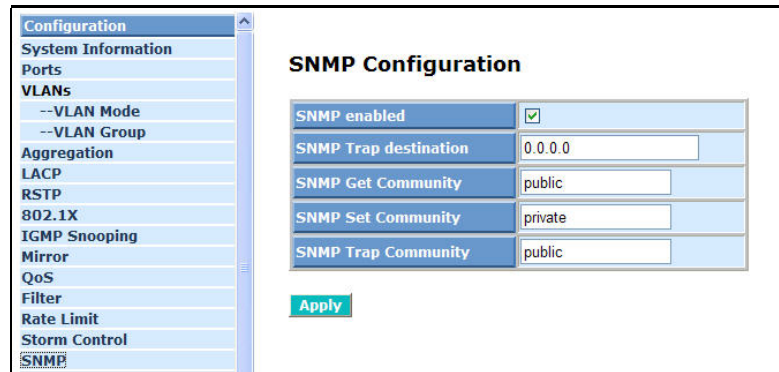 Configuration
System Information
Ports
VLANs
--VLAN Mode
--VLAN Group
Aggregation
LACP
RSTP
802.1X
IGMP Snooping
Mirror
QoS
Filter
Rate Limit
Storm Control
SNMP
SNMP Configuration
SNMP enabled
SNMP Trap destination 0.0.0.0
SNMP Get Community public
SNMP Set Community private
SNMP Trap Community public
Apply